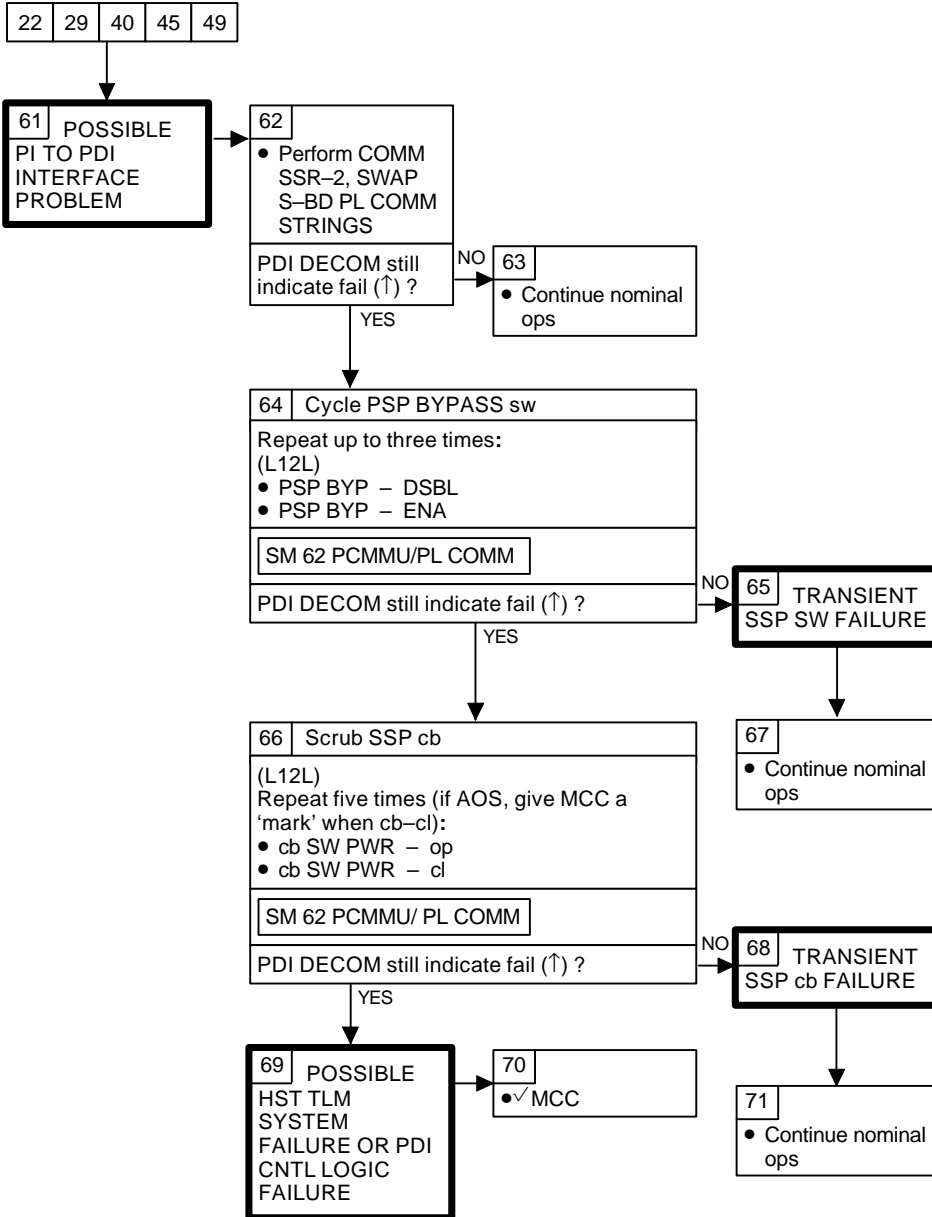 22 29 40 45 49
61 POSSIBLE
PI TO PDI
INTERFACE
PROBLEM
62
• Perform COMM
SSR–2, SWAP
S–BD PL COMM
STRINGS
PDI DECOM still
indicate fail (↑) ?
NO
YES
63
• Continue nominal
ops
64 Cycle PSP BYPASS sw
Repeat up to three times:
(L12L)
• PSP BYP – DSBL
• PSP BYP – ENA
SM 62 PCMMU/PL COMM
PDI DECOM still indicate fail (↑) ?
NO
YES
65 TRANSIENT
SSP SW FAILURE
67
• Continue nominal
ops
66 Scrub SSP cb
(L12L)
Repeat five times (if AOS, give MCC a
‘mark’ when cb–cl):
• cb SW PWR – op
• cb SW PWR – cl
SM 62 PCMMU/ PL COMM
PDI DECOM still indicate fail (↑) ?
NO
YES
68 TRANSIENT
SSP cb FAILURE
71
• Continue nominal
ops
69 POSSIBLE
HST TLM
SYSTEM
FAILURE OR PDI
CNTL LOGIC
FAILURE
70
•√MCC